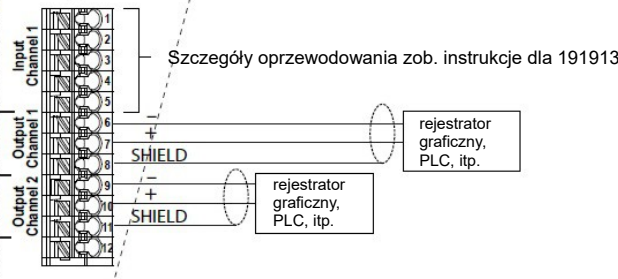 Input
Channel 1
Output
Channel 1
Output
Channel 2
1
2
3
4
5
6
7
8
9
10
11
12
Szczegóły oprzewodowania zob. instrukcje dla 191913
−
+
SHIELD
rejestrator
graficzny,
PLC, itp.
−
+
SHIELD
rejestrator
graficzny,
PLC, itp.